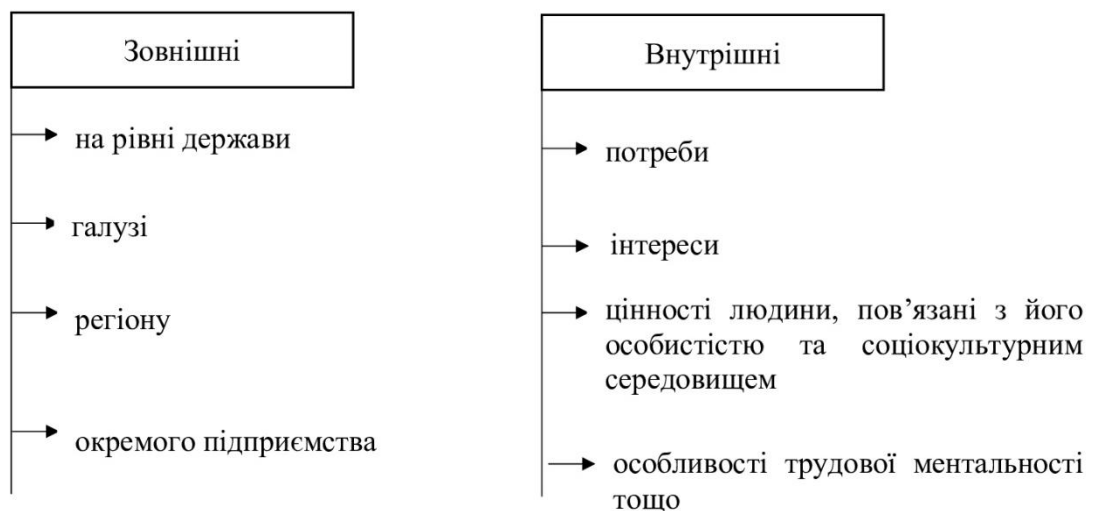 Зовнішні
на рівні держави
галузі
регіону
окремого підприємства
Внутрішні
потреби
інтереси
цінності людини, пов’язані з його
особистістю та соціокультурним
середовищем
особливості трудової ментальності
тощо